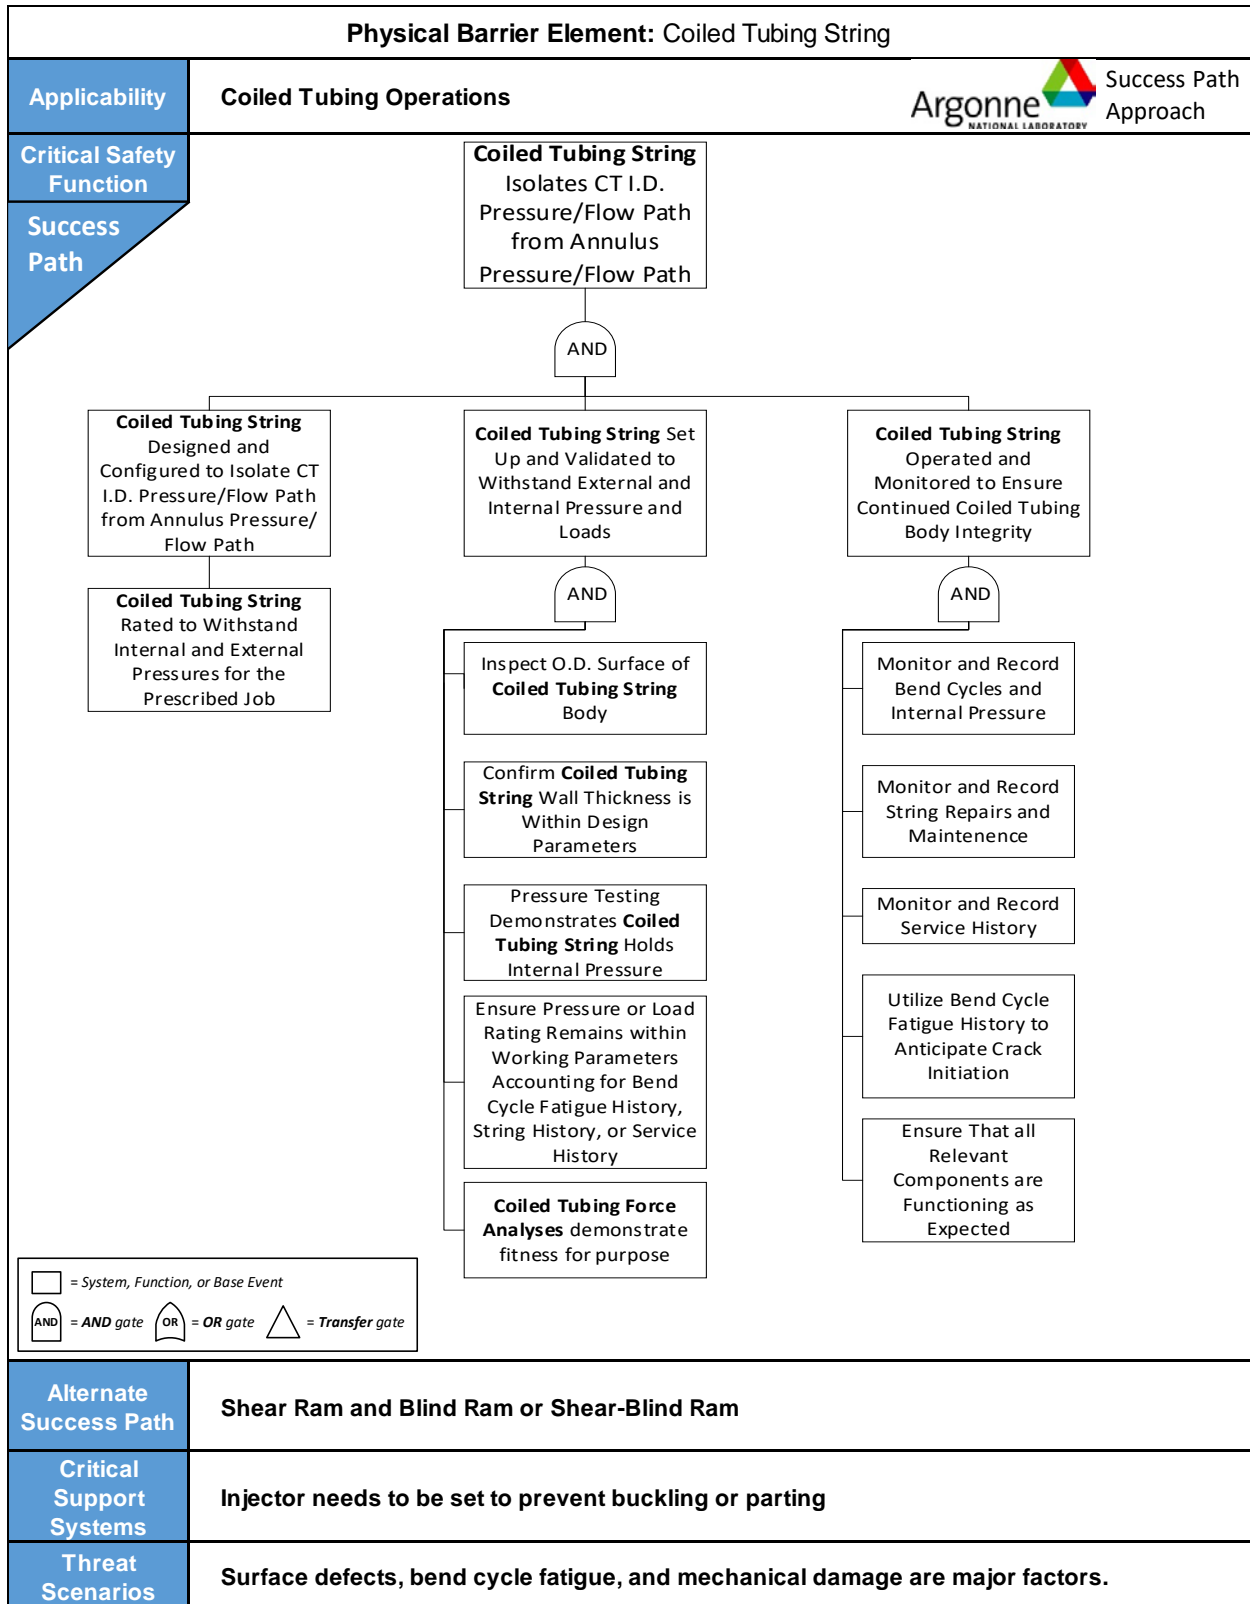 Physical Barrier Element: Coiled Tubing String
Applicability
Coiled Tubing Operations
Argonne
NATIONAL LABORATORY
Success Path
Approach
Critical Safety
Function
Success
Path
Coiled Tubing String
Isolates CT I.D.
Pressure/Flow Path
from Annulus
Pressure/Flow Path
AND
Coiled Tubing String
Designed and
Configured to Isolate CT
I.D. Pressure/Flow Path
from Annulus Pressure/
Flow Path
Coiled Tubing String
Rated to Withstand
Internal and External
Pressures for the
Prescribed Job
Coiled Tubing String Set
Up and Validated to
Withstand External and
Internal Pressure and
Loads
AND
Inspect O.D. Surface of
Coiled Tubing String
Body
Confirm Coiled Tubing
String Wall Thickness is
Within Design
Parameters
Pressure Testing
Demonstrates Coiled
Tubing String Holds
Internal Pressure
Ensure Pressure or Load
Rating Remains within
Working Parameters
Accounting for Bend
Cycle Fatigue History,
String History, or Service
History
Coiled Tubing Force
Analyses demonstrate
fitness for purpose
Coiled Tubing String
Operated and
Monitored to Ensure
Continued Coiled Tubing
Body Integrity
AND
Monitor and Record
Bend Cycles and
Internal Pressure
Monitor and Record
String Repairs and
Maintenence
Monitor and Record
Service History
Utilize Bend Cycle
Fatigue History to
Anticipate Crack
Initiation
Ensure That all
Relevant
Components are
Functioning as
Expected
= System, Function, or Base Event
AND = AND gate OR = OR gate = Transfer gate
Alternate
Success Path
Shear Ram and Blind Ram or Shear-Blind Ram
Critical
Support
Systems
Injector needs to be set to prevent buckling or parting
Threat
Scenarios
Surface defects, bend cycle fatigue, and mechanical damage are major factors.